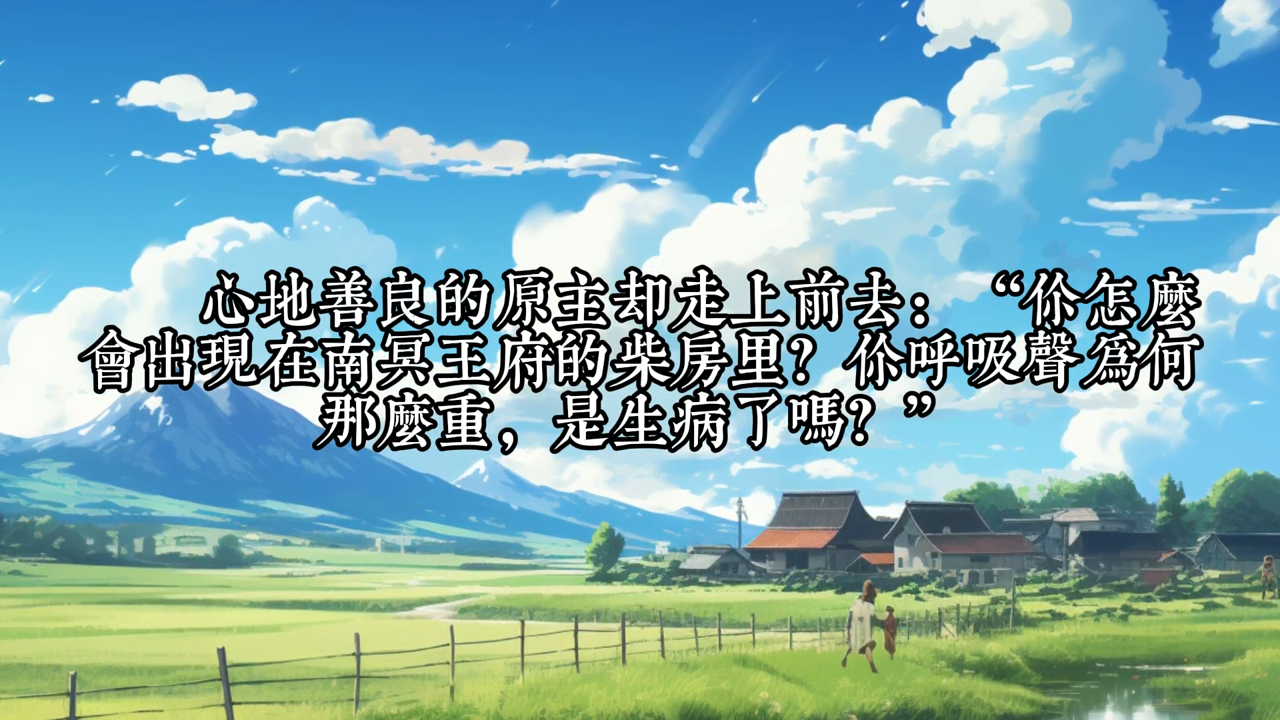 心地善良的原主却走上前去：“伱怎麼
會出現在南冥王府的柴房里？伱呼吸聲爲何
那麼重，是生病了嗎？”